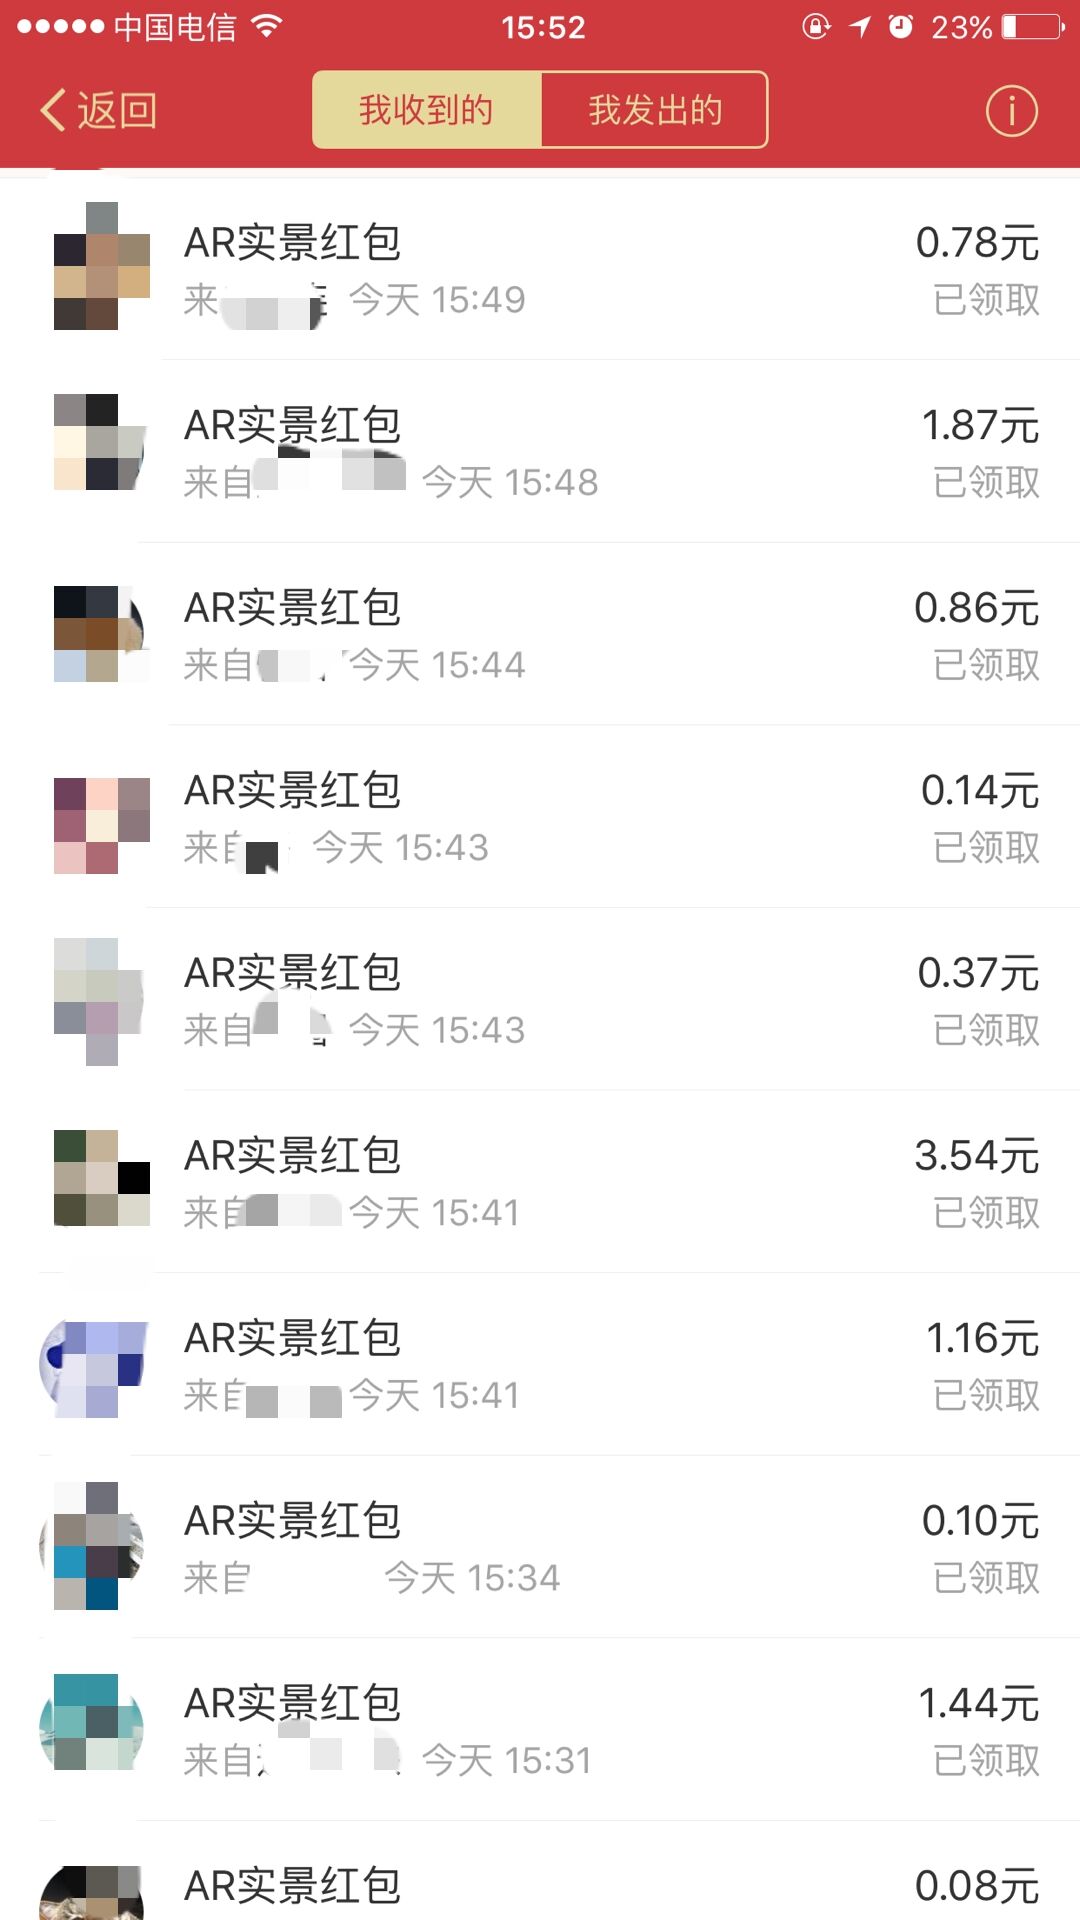 中国电信 15:52 23%
返回 我收到的 我发出的
AR实景红包 0.78元
来 今天 15:49 已领取
AR实景红包 1.87元
来自 今天 15:48 已领取
AR实景红包 0.86元
来自 今天 15:44 已领取
AR实景红包 0.14元
来自 今天 15:43 已领取
AR实景红包 0.37元
来自 今天 15:43 已领取
AR实景红包 3.54元
来自 今天 15:41 已领取
AR实景红包 1.16元
来自 今天 15:41 已领取
AR实景红包 0.10元
来自 今天 15:34 已领取
AR实景红包 1.44元
来自 今天 15:31 已领取
AR实景红包 0.08元